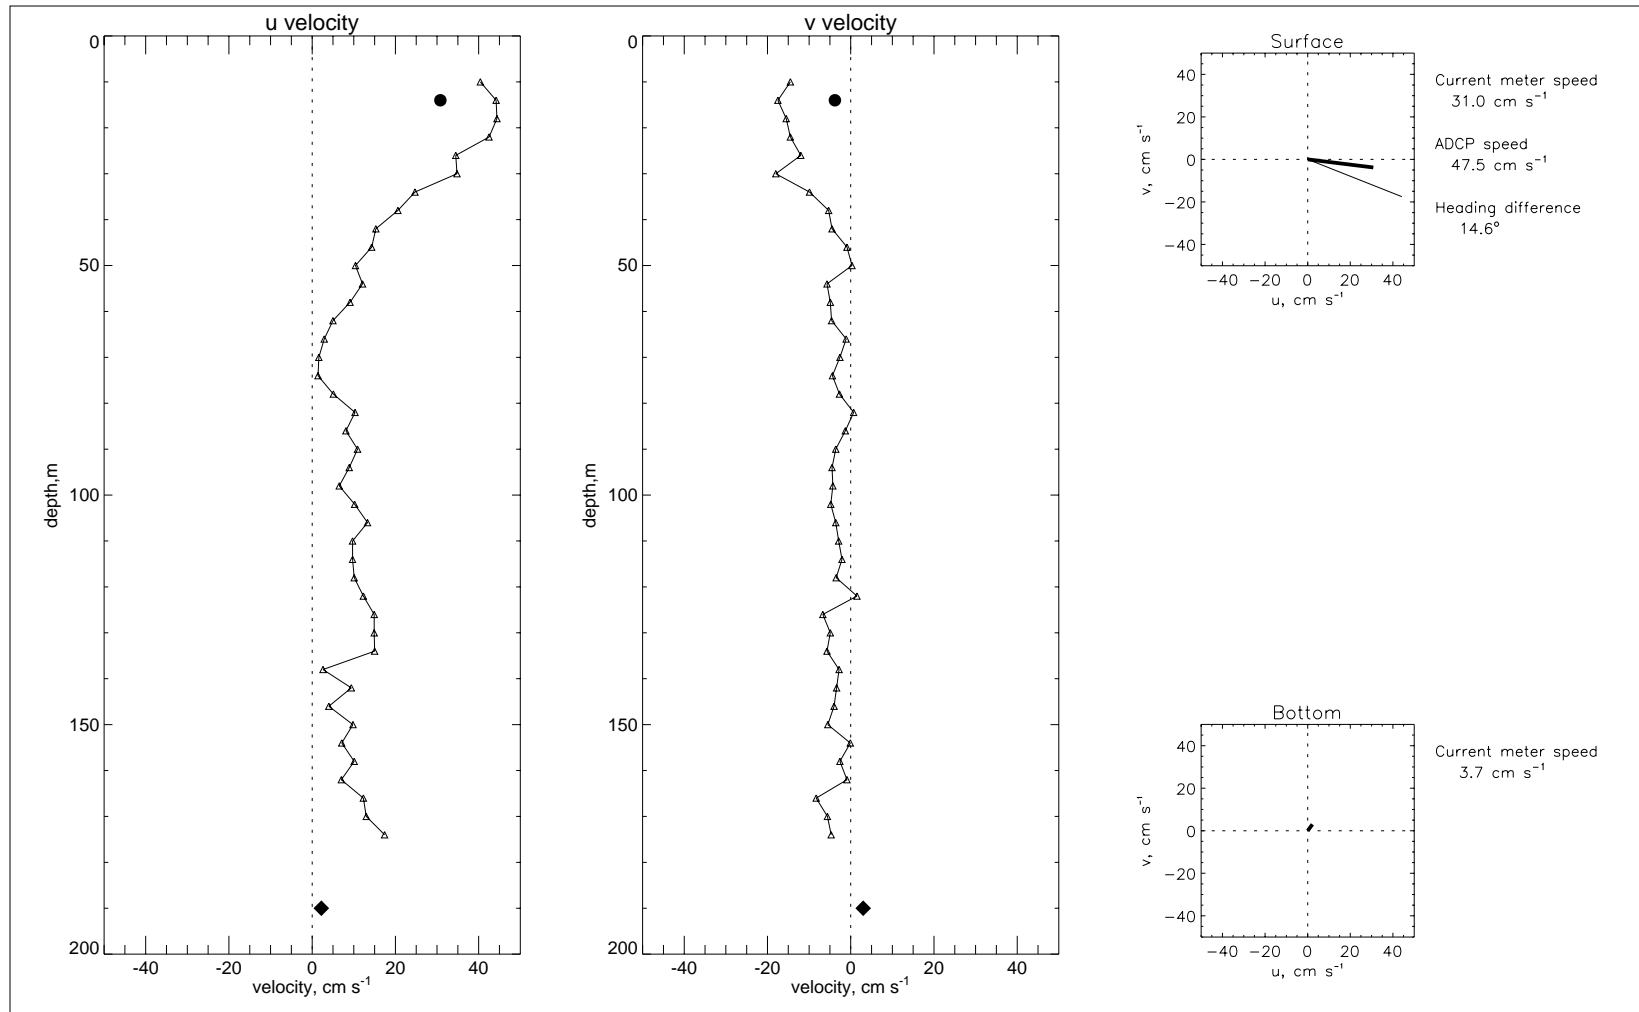 u velocity
0
50
100
150
200
depth,m
-40 -20 0 20 40
velocity, cm s⁻¹
v velocity
0
50
100
150
200
depth,m
-40 -20 0 20 40
velocity, cm s⁻¹
Surface
40
20
0
−20
−40
v, cm s⁻¹
−40 −20 0 20 40
u, cm s⁻¹
Current meter speed
31.0 cm s⁻¹
ADCP speed
47.5 cm s⁻¹
Heading difference
14.6°
Bottom
40
20
0
−20
−40
v, cm s⁻¹
−40 −20 0 20 40
u, cm s⁻¹
Current meter speed
3.7 cm s⁻¹